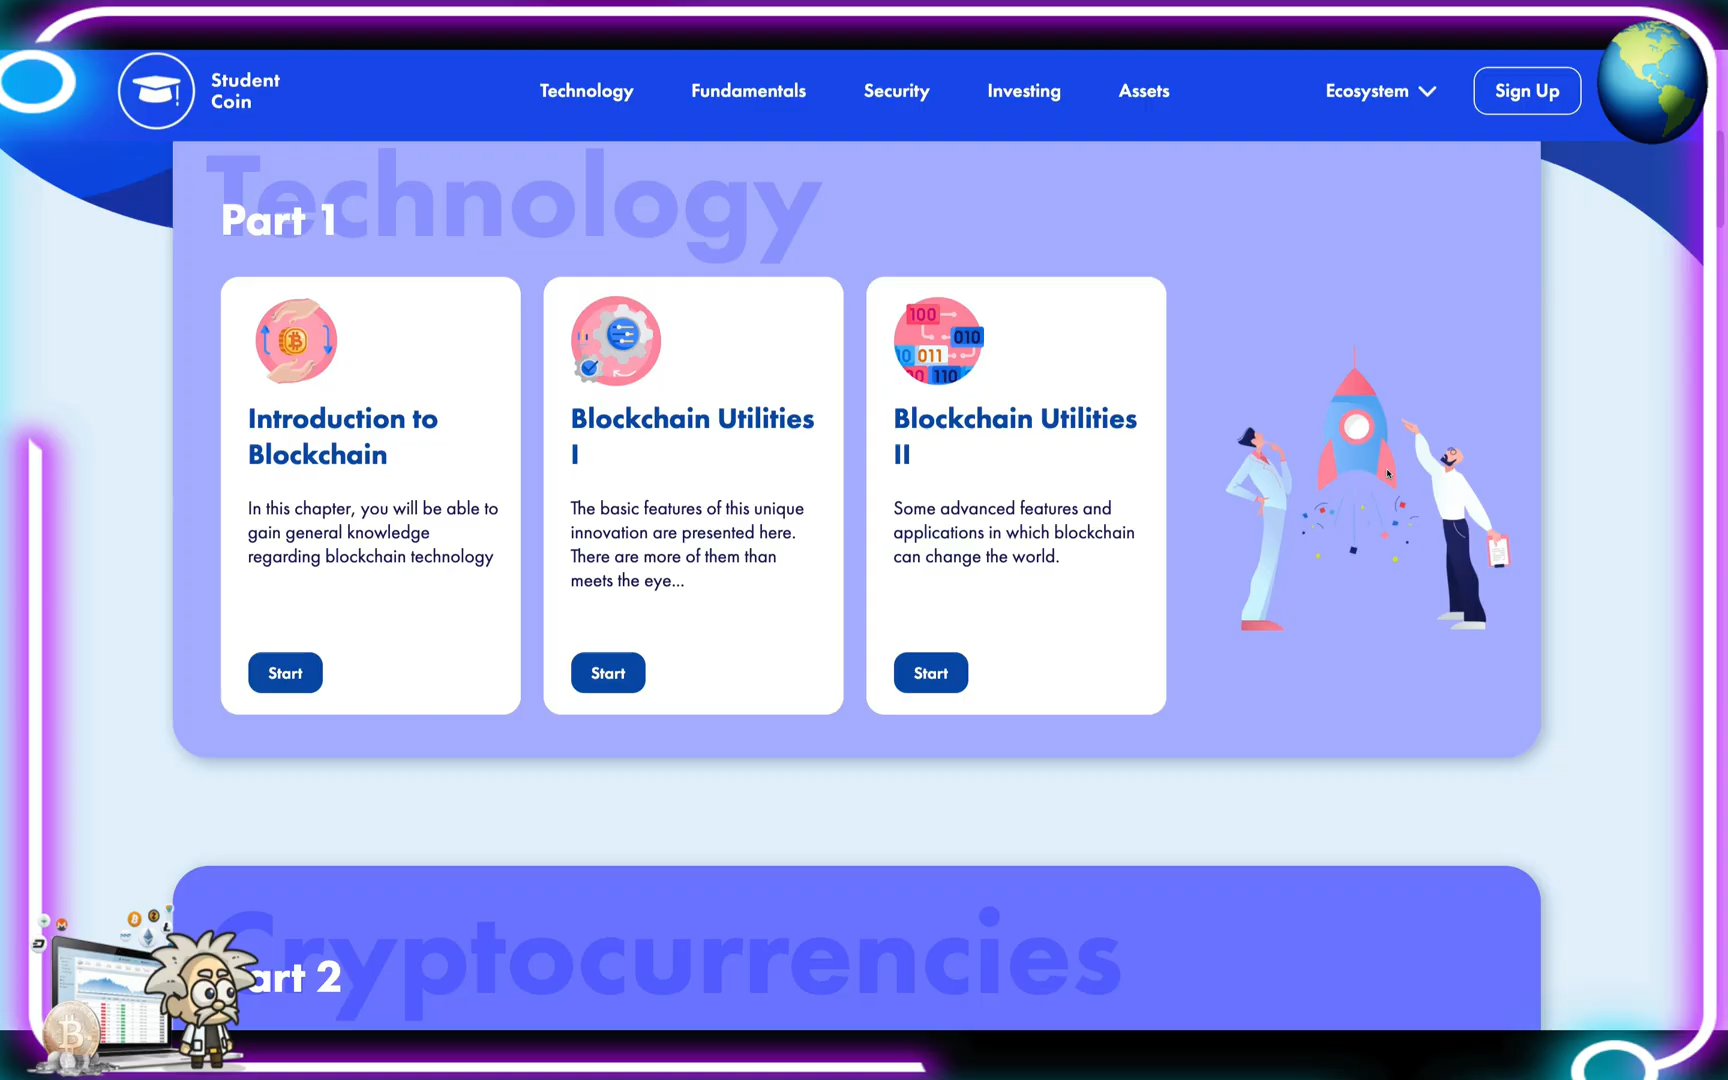 Student
Coin
Technology
Fundamentals
Security
Investing
Assets
Ecosystem
Sign Up
Technology
Part 1
100
010
011
110
Introduction to
Blockchain
Blockchain Utilities
I
Blockchain Utilities
II
In this chapter, you will be able to
gain general knowledge
regarding blockchain technology
The basic features of this unique
innovation are presented here.
There are more of them than
meets the eye...
Some advanced features and
applications in which blockchain
can change the world.
Start
Start
Start
Cryptocurrencies
art 2